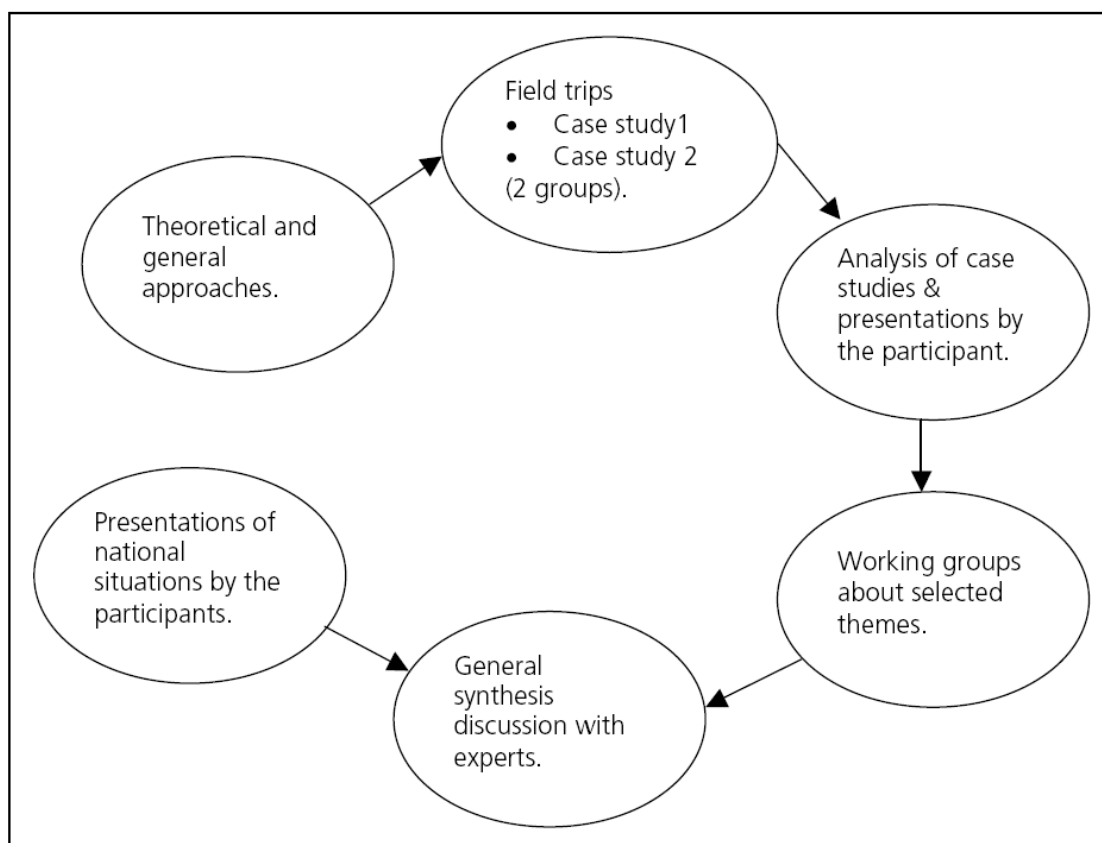 Field trips
• Case study1
• Case study 2
(2 groups).
Theoretical and
general
approaches.
Analysis of case
studies &
presentations by
the participant.
Presentations of
national
situations by the
participants.
Working groups
about selected
themes.
General
synthesis
discussion with
experts.